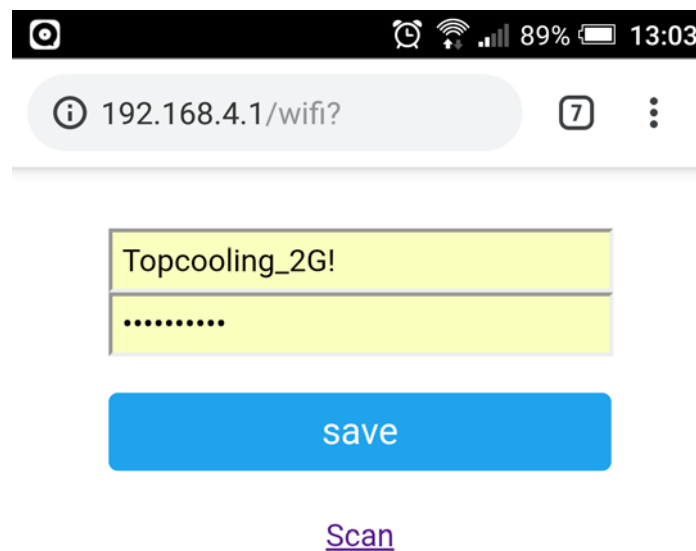 89% 13:03
192.168.4.1/wifi?
7
Topcooling_2G!
••••••••••
save
Scan